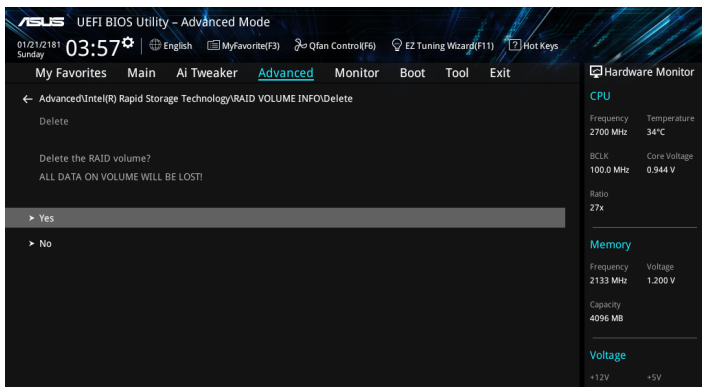 ASUS UEFI BIOS Utility – Advanced Mode
01/21/2181 Sunday 03:57 English MyFavorite(F3) Qfan Control(F6) EZ Tuning Wizard(F11) ? Hot Keys
My Favorites Main Ai Tweaker Advanced Monitor Boot Tool Exit
← Advanced\Intel(R) Rapid Storage Technology\RAID VOLUME INFO\Delete
Delete
Delete the RAID volume?
ALL DATA ON VOLUME WILL BE LOST!
> Yes
> No
Hardware Monitor
CPU
Frequency Temperature
2700 MHz 34°C
BCLK Core Voltage
100.0 MHz 0.944 V
Ratio
27x
Memory
Frequency Voltage
2133 MHz 1.200 V
Capacity
4096 MB
Voltage
+12V +5V